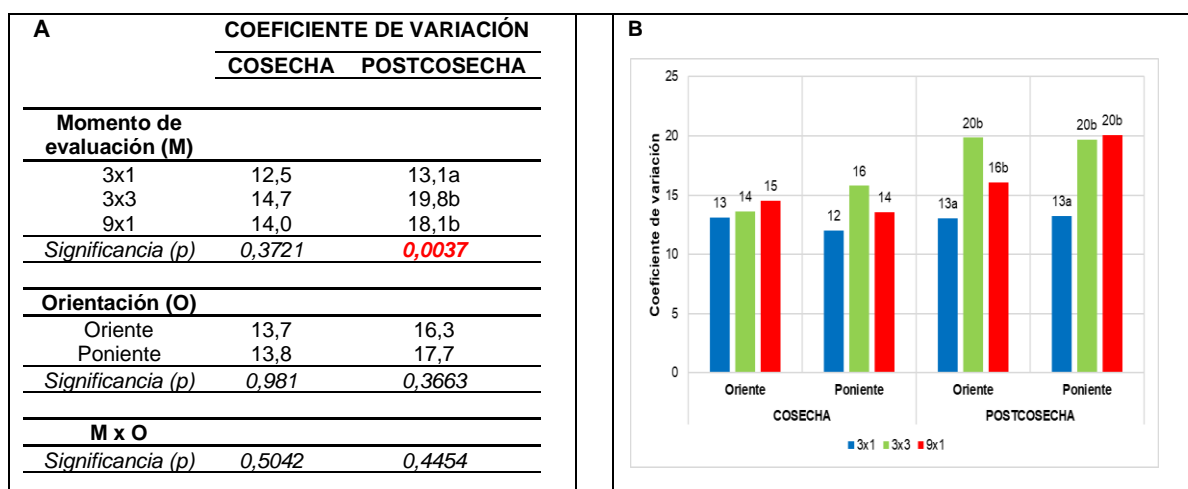 A
COEFICIENTE DE VARIACIÓN
COSECHA POSTCOSECHA
Momento de
evaluación (M)
3x1 12,5 13,1a
3x3 14,7 19,8b
9x1 14,0 18,1b
Significancia (p) 0,3721 0,0037
Orientación (O)
Oriente 13,7 16,3
Poniente 13,8 17,7
Significancia (p) 0,981 0,3663
M x O
Significancia (p) 0,5042 0,4454
B
Coeficiente de variación
25
20
15
10
5
0
13 14 15
12 16 14
13a 20b 16b
13a 20b 20b
Oriente Poniente Oriente Poniente
COSECHA POSTCOSECHA
3x1 3x3 9x1